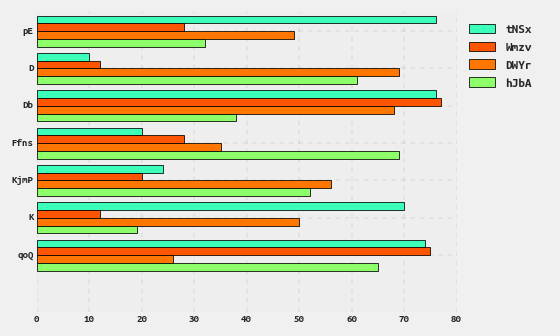 pE
D
Db
Ffns
KjmP
K
qoQ
0 10 20 30 40 50 60 70 80
tNSx
Wmzv
DWYr
hJbA